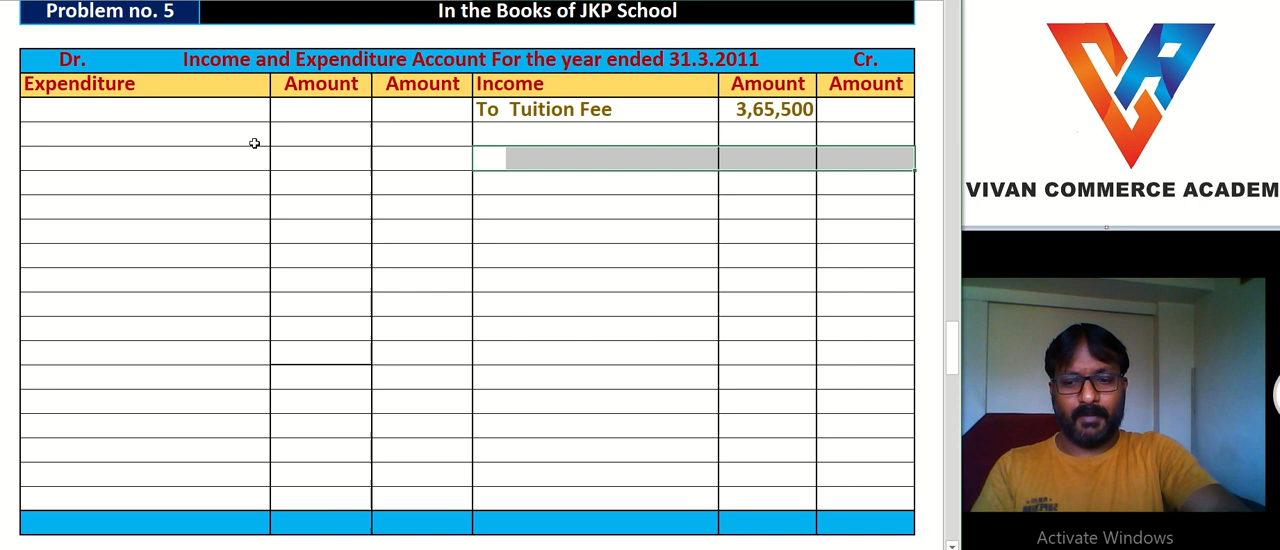 Problem no. 5 In the Books of JKP School
Dr. Income and Expenditure Account For the year ended 31.3.2011 Cr.
Expenditure Amount Amount Income Amount Amount
To Tuition Fee 3,65,500
VIVAN COMMERCE ACADEM
Activate Windows